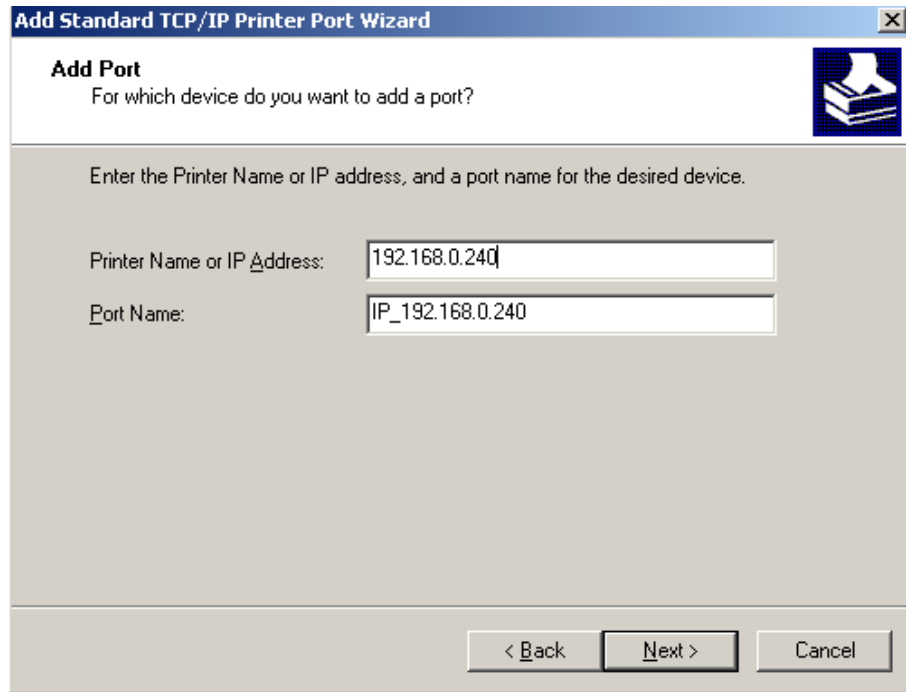 Add Standard TCP/IP Printer Port Wizard
Add Port
For which device do you want to add a port?
Enter the Printer Name or IP address, and a port name for the desired device.
Printer Name or IP Address: 192.168.0.240
Port Name: IP_192.168.0.240
< Back Next > Cancel